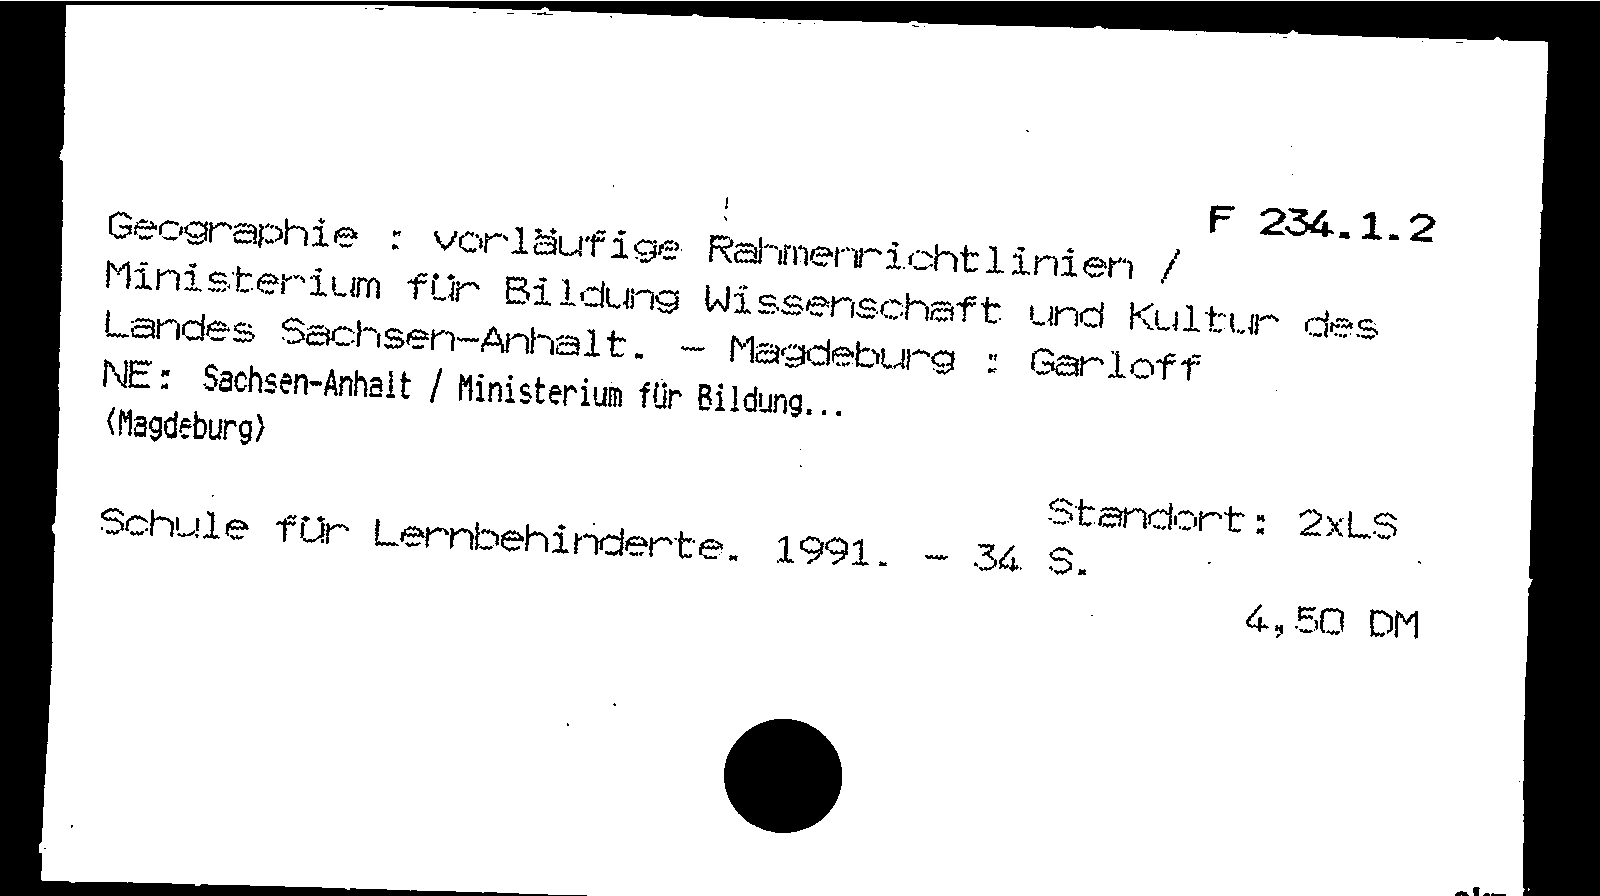 F 234.1.2
Geographie : vorläufige Rahmenrichtlinien /
Ministerium für Bildung Wissenschaft und Kultur des
Landes Sachsen-Anhalt. - Magdeburg : Garloff
NE: Sachsen-Anhalt / Ministerium für Bildung...
<Magdeburg>
Standort: 2xLS
Schule für Lernbehinderte. 1991. - 34 S.
4,50 DM